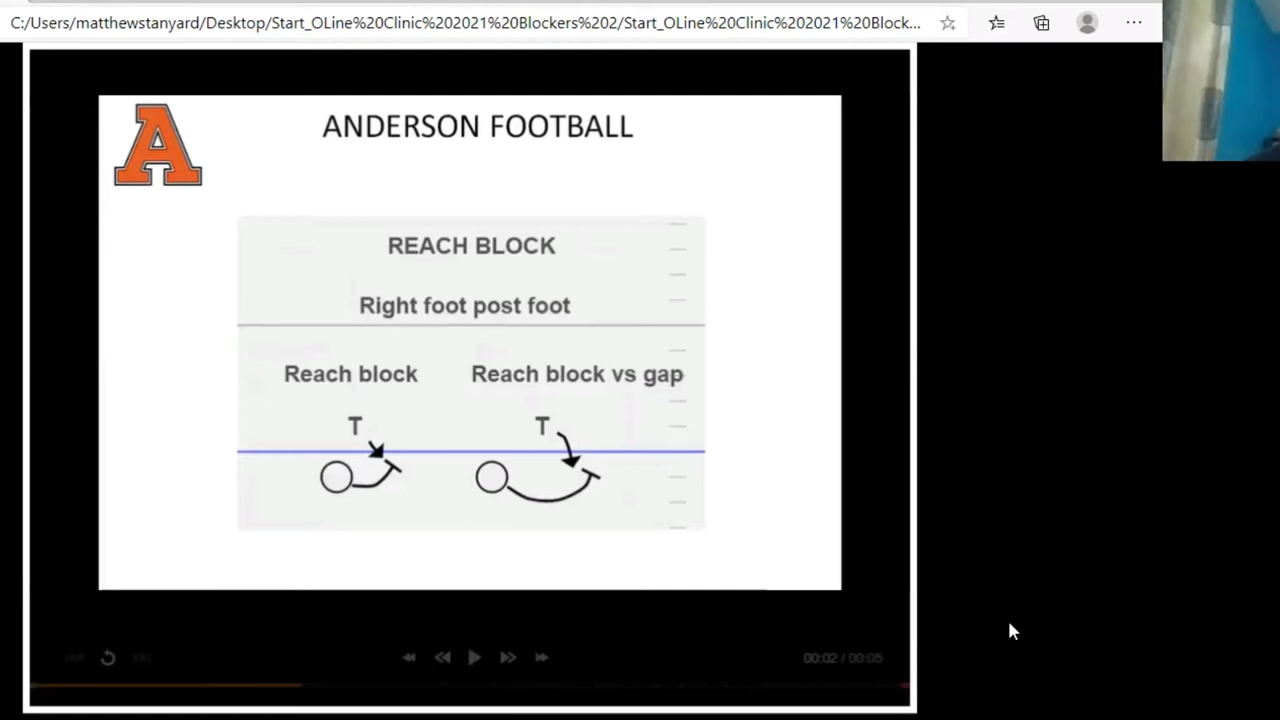 C:/Users/matthewstanyard/Desktop/Start_OLine%20Clinic%202021%20Blockers%202/Start_OLine%20Clinic%202021%20Block...
A
ANDERSON FOOTBALL
REACH BLOCK
Right foot post foot
Reach block
Reach block vs gap
T
T
00:02 / 00:05